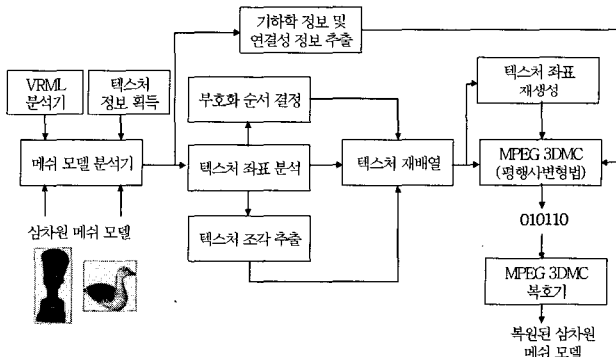 기하학 정보 및
연결성 정보 추출
VRML
분석기
텍스처
정보 획득
부호화 순서 결정
텍스처 좌표
재생성
메쉬 모델 분석기
텍스처 좌표 분석
텍스처 재배열
MPEG 3DMC
(평행사변형법)
삼차원 메쉬 모델
텍스처 조각 추출
010110
MPEG 3DMC
복호기
복원된 삼차원
메쉬 모델